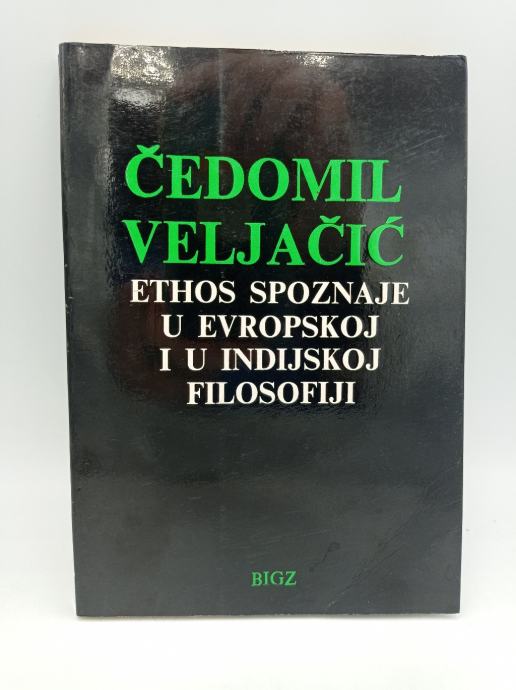 ČEDOMIL
VELJAČIĆ
ETHOS SPOZNAJE
U EVROPSKOJ
I U INDIJSKOJ
FILOSOFIJI
BIGZ